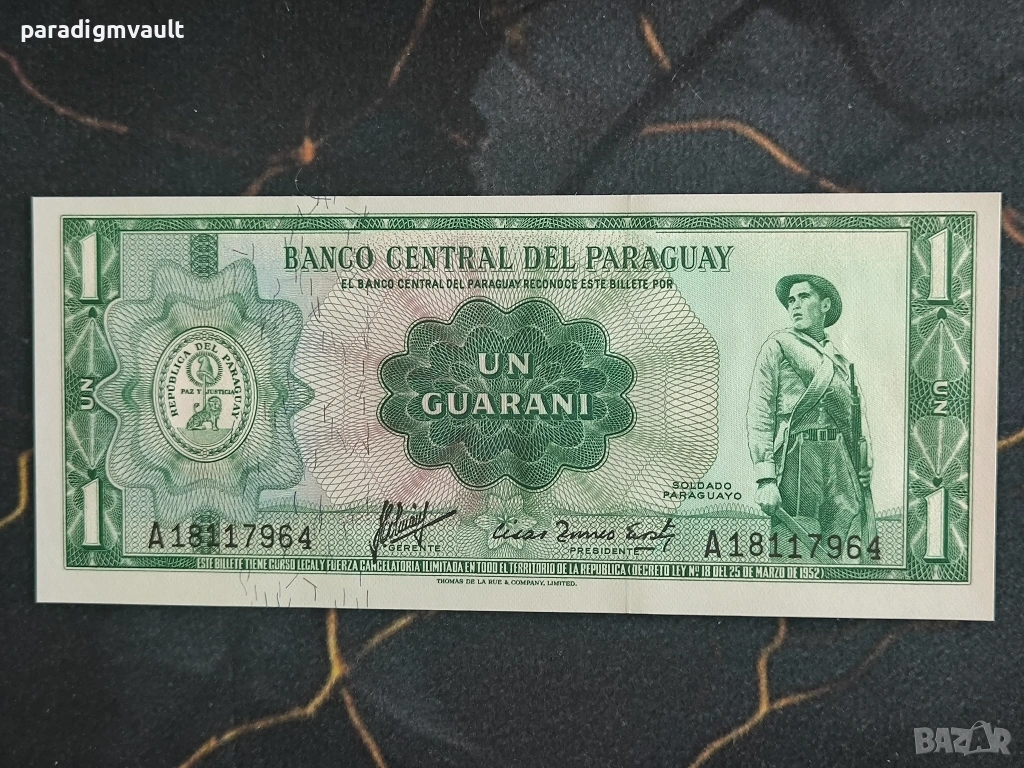 paradigmvault
1
1
BANCO CENTRAL DEL PARAGUAY
EL BANCO CENTRAL DEL PARAGUAY RECONOCE ESTE BILLETE POR
REPÚBLICA DEL PARAGUAY
PAZ Y JUSTICIA
UN
UN
GUARANI
UN
SOLDADO
PARAGUAYO
1
1
A18117964
GERENTE
PRESIDENTE
A18117964
ESTE BILLETE TIENE CURSO LEGAL Y FUERZA CANCELATORIA ILIMITADA EN TODO EL TERRITORIO DE LA REPUBLICA (DECRETO LEY Nº 18 DEL 25 DE MARZO DE 1952)
THOMAS DE LA RUE & COMPANY, LIMITED.
BAZAR